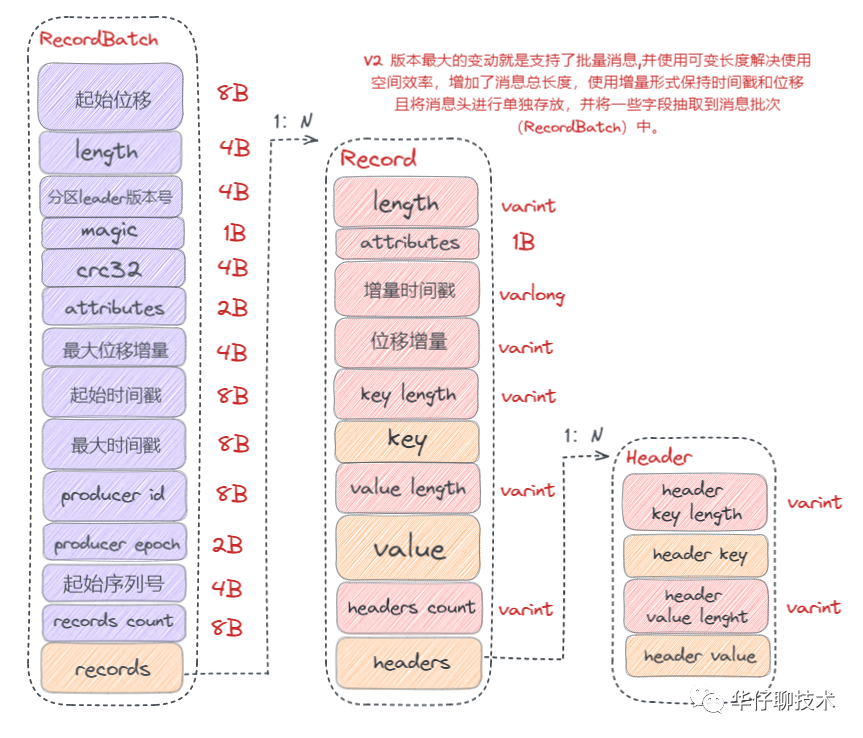 RecordBatch
起始位移
8B
length
4B
分区leader版本号
4B
magic
1B
crc32
4B
attributes
2B
最大位移增量
4B
起始时间戳
8B
最大时间戳
8B
producer id
8B
producer epoch
2B
起始序列号
4B
records count
8B
records
V2 版本最大的变动就是支持了批量消息,并使用可变长度解决使用
空间效率，增加了消息总长度，使用增量形式保持时间戳和位移
且将消息头进行单独存放，并将一些字段抽取到消息批次
（RecordBatch）中。
1: N
Record
length
varint
attributes
1B
增量时间戳
varlong
位移增量
varint
key length
varint
key
value length
varint
value
headers count
varint
headers
1: N
Header
header
key length
varint
header key
header
value lenght
varint
header value
华仔聊技术